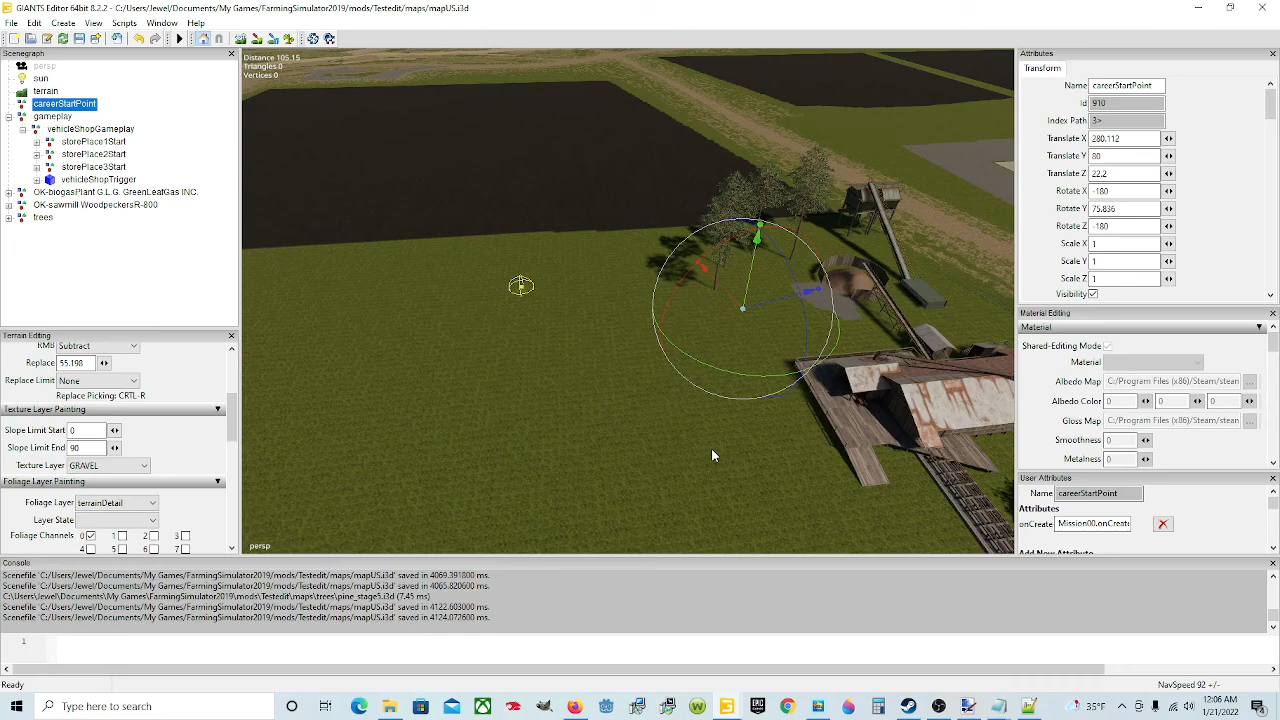 GIANTS Editor 64bit 8.2.2 - C:/Users/Jewel/Documents/My Games/FarmingSimulator2019/mods/Testedit/maps/mapUS.i3d
File View Create Edit View Scripts Window Help
Scenegraph
persp
sun
terrain
careerStartPoint
gameplay
vehicleShopGameplay
storePlace1Start
storePlace2Start
storePlace3Start
vehicleShopTrigger
OK-biogasPlant G.L.G. GreenLeafGas INC.
OK-sawmill WoodpeckersR-800
trees
Terrain Editing
RMB Subtract
Replace 55.198
Replace Limit None
Replace Picking: CRTL-R
Texture Layer Painting
Slope Limit Start 0
Slope Limit End 90
Texture Layer GRAVEL
Foliage Layer Painting
Foliage Layer terrainDetail
Layer State
Foliage Channels 0 1 2 3
4 5 6 7
Distance 105.15
Triangles 0
Vertices 0
persp
Attributes
Transform
Name careerStartPoint
Id 910
Index Path 3>
Translate X 280.112
Translate Y 80
Translate Z 22.2
Rotate X -180
Rotate Y 75.836
Rotate Z -180
Scale X 1
Scale Y 1
Scale Z 1
Visibility
Material Editing
Material
Shared-Editing Mode
Material
Albedo Map C:/Program Files (x86)/Steam/stean ...
Albedo Color 0 0 0
Gloss Map C:/Program Files (x86)/Steam/stean ...
Smoothness 0
Metalness 0
User Attributes
Name careerStartPoint
Attributes
onCreate Mission00.onCreate
Add New Attribute
Console
Scenefile 'C:/Users/Jewel/Documents/My Games/FarmingSimulator2019/mods/Testedit/maps/mapUS.i3d' saved in 4069.391800 ms.
Scenefile 'C:/Users/Jewel/Documents/My Games/FarmingSimulator2019/mods/Testedit/maps/mapUS.i3d' saved in 4065.820600 ms.
C:\Users\Jewel\Documents\My Games\FarmingSimulator2019\mods\Testedit\maps\trees\pine_stage5.i3d (7.45 ms)
Scenefile 'C:/Users/Jewel/Documents/My Games/FarmingSimulator2019/mods/Testedit/maps/mapUS.i3d' saved in 4122.603000 ms.
Scenefile 'C:/Users/Jewel/Documents/My Games/FarmingSimulator2019/mods/Testedit/maps/mapUS.i3d' saved in 4124.072600 ms.
1
Ready
NavSpeed 92 +/-
Type here to search
35°F
12:06 AM
1/21/2022
4